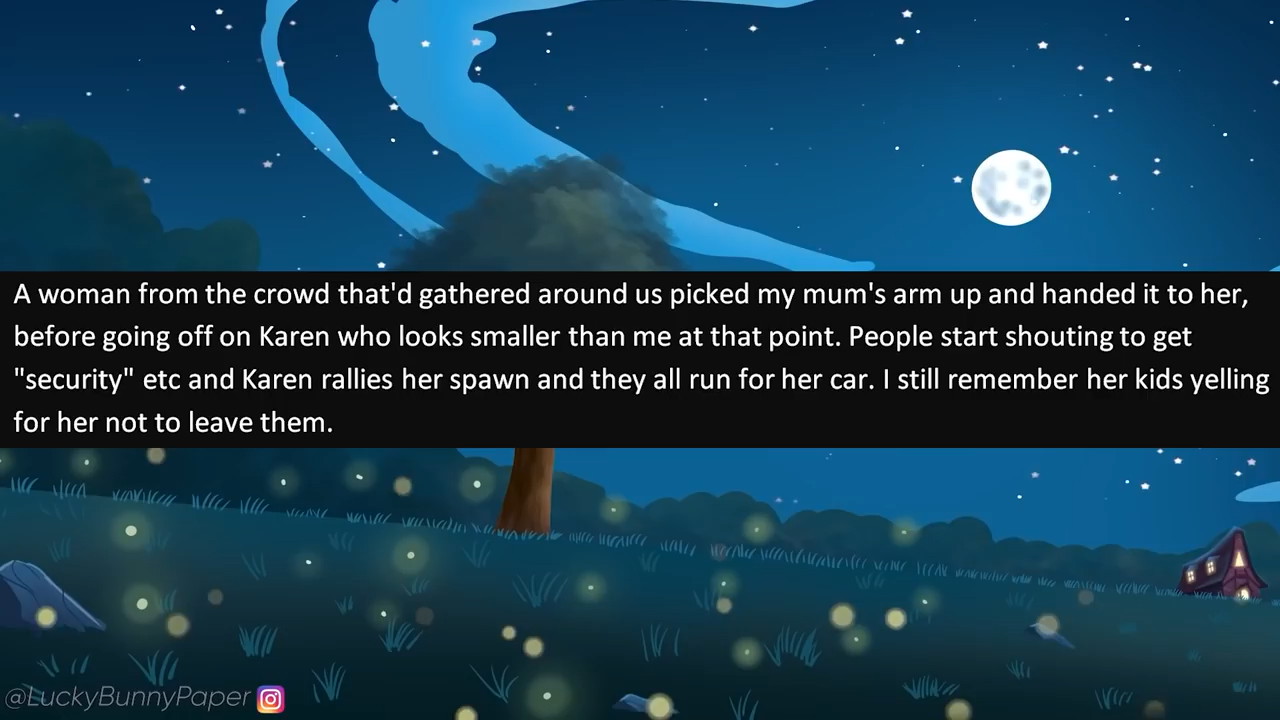 A woman from the crowd that'd gathered around us picked my mum's arm up and handed it to her,
before going off on Karen who looks smaller than me at that point. People start shouting to get
"security" etc and Karen rallies her spawn and they all run for her car. I still remember her kids yelling
for her not to leave them.
@LuckyBunnyPaper